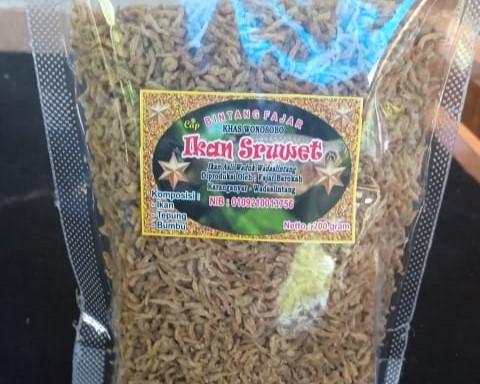 Cap BINTANG FAJAR
KHAS WONOSOBO
Ikan Sruwet
Ikan Asli Waduk Wadaslintang
Diproduksi Oleh : Fajar Barokah
Karanganyar - Wadaslintang
NIB : 0109210013756
Komposisi :
- Ikan
- Tepung
- Bumbu
Netto : 200 gram